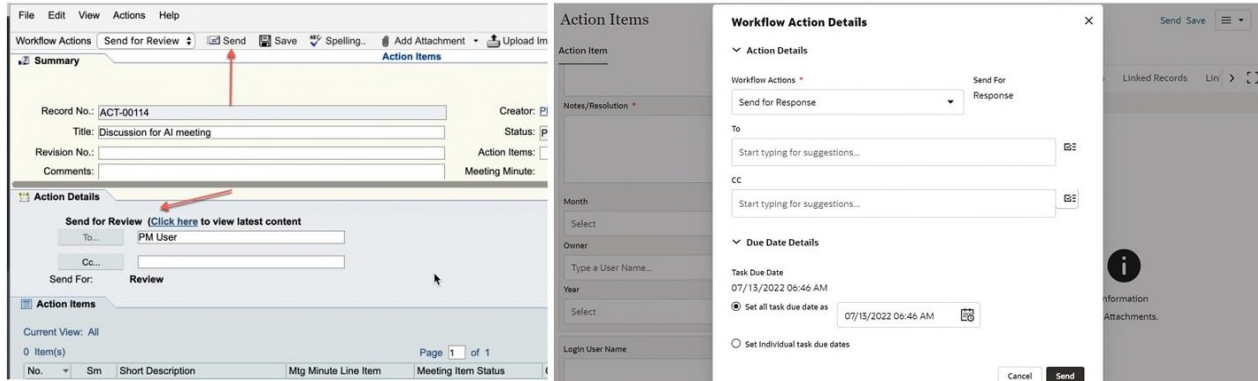 File Edit View Actions Help
Workflow Actions Send for Review Send Save Spelling.. Add Attachment Upload Im
Summary Action Items
Record No.: ACT-00114 Creator:
Title: Discussion for AI meeting Status: P
Revision No.: Action Items:
Comments: Meeting Minute:
Action Details
Send for Review (Click here to view latest content
To... PM User
Cc...
Send For: Review
Action Items
Current View: All
0 Item(s) Page 1 of 1
No. Sm Short Description Mtg Minute Line Item Meeting Item Status
Action Items Send Save
Action Item
Linked Records Lin
Notes/Resolution *
Month
Select
Owner
Type a User Name...
Year
Select
Login User Name
nformation
Attachments.
Workflow Action Details
Action Details
Workflow Actions * Send For
Send for Response Response
To
Start typing for suggestions...
CC
Start typing for suggestions...
Due Date Details
Task Due Date
07/13/2022 06:46 AM
Set all task due date as 07/13/2022 06:46 AM
Set Individual task due dates
Cancel Send